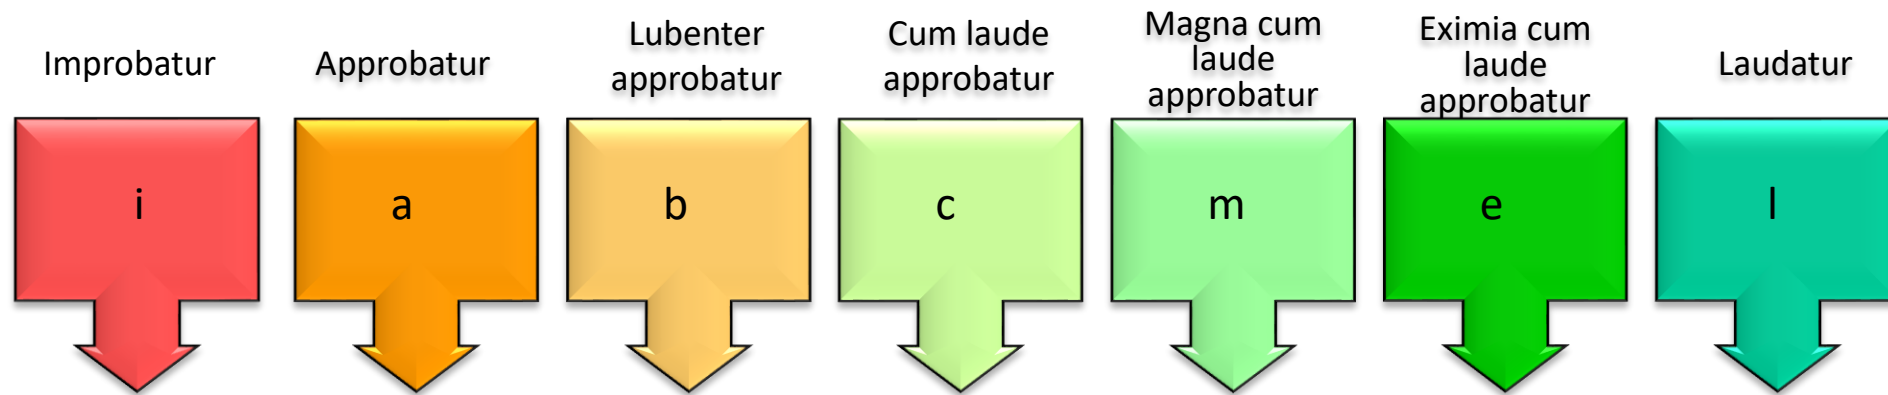 Improbatur
Approbatur
Lubenter
approbatur
Cum laude
approbatur
Magna cum
laude
approbatur
Eximia cum
laude
approbatur
Laudatur
i
a
b
c
m
e
l